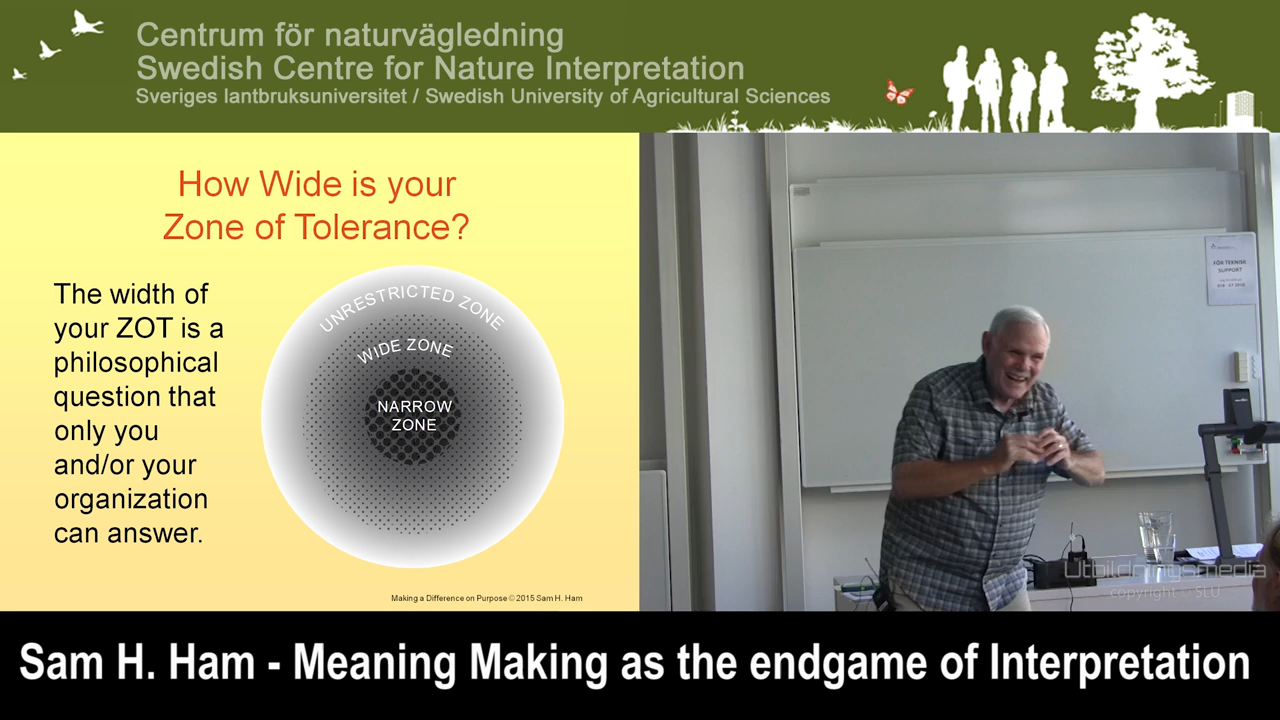 Centrum för naturvägledning
Swedish Centre for Nature Interpretation
Sveriges lantbruksuniversitet / Swedish University of Agricultural Sciences
How Wide is your
Zone of Tolerance?
The width of
your ZOT is a
philosophical
question that
only you
and/or your
organization
can answer.
UNRESTRICTED ZONE
WIDE ZONE
NARROW
ZONE
Making a Difference on Purpose © 2015 Sam H. Ham
FÖR TEKNISK
SUPPORT
Utbildningsmedia
copyright © SLU
Sam H. Ham - Meaning Making as the endgame of Interpretation